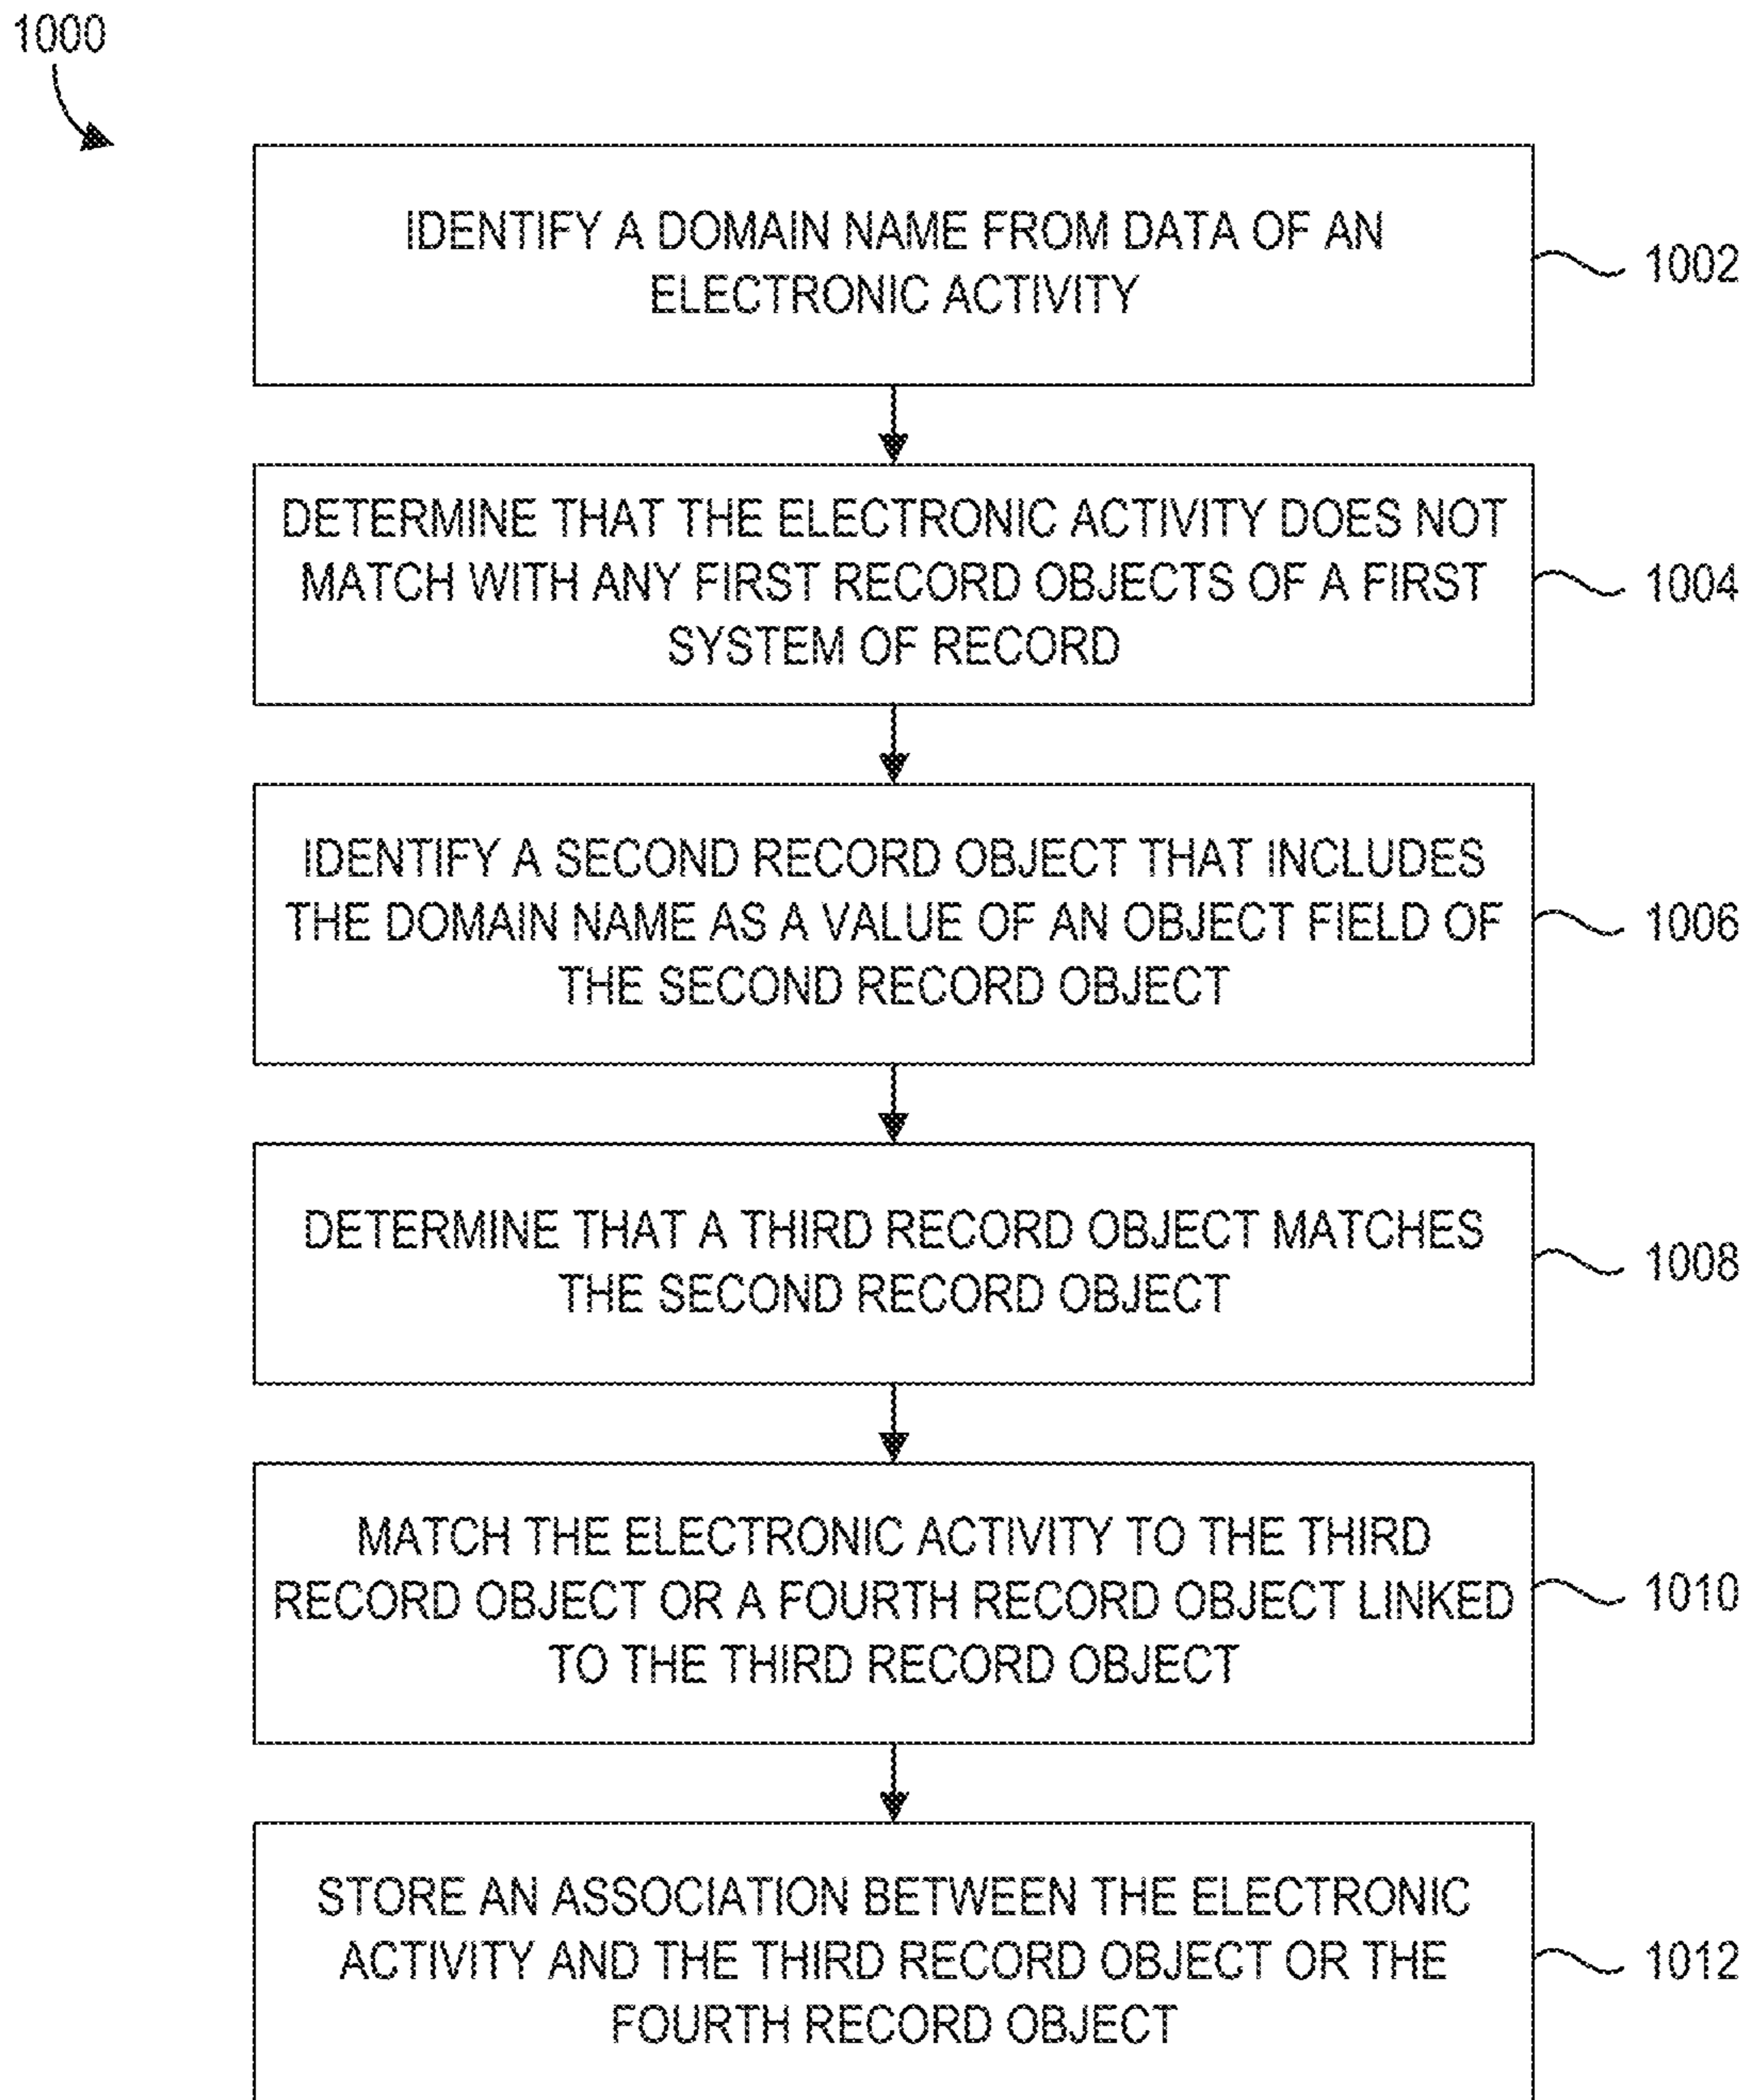 1000
IDENTIFY A DOMAIN NAME FROM DATA OF AN
ELECTRONIC ACTIVITY
1002
DETERMINE THAT THE ELECTRONIC ACTIVITY DOES NOT
MATCH WITH ANY FIRST RECORD OBJECTS OF A FIRST
SYSTEM OF RECORD
1004
IDENTIFY A SECOND RECORD OBJECT THAT INCLUDES
THE DOMAIN NAME AS A VALUE OF AN OBJECT FIELD OF
THE SECOND RECORD OBJECT
1006
DETERMINE THAT A THIRD RECORD OBJECT MATCHES
THE SECOND RECORD OBJECT
1008
MATCH THE ELECTRONIC ACTIVITY TO THE THIRD
RECORD OBJECT OR A FOURTH RECORD OBJECT LINKED
TO THE THIRD RECORD OBJECT
1010
STORE AN ASSOCIATION BETWEEN THE ELECTRONIC
ACTIVITY AND THE THIRD RECORD OBJECT OR THE
FOURTH RECORD OBJECT
1012